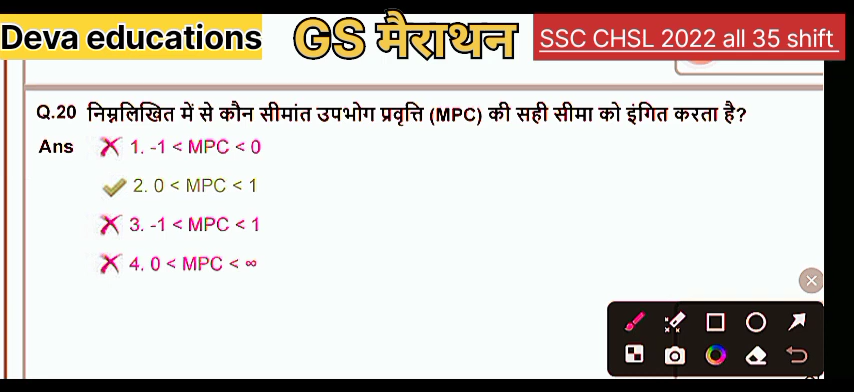 Deva educations GS मैराथन SSC CHSL 2022 all 35 shift
Q.20 निम्नलिखित में से कौन सीमांत उपभोग प्रवृत्ति (MPC) की सही सीमा को इंगित करता है?
Ans 1. -1 < MPC < 0
2. 0 < MPC < 1
3. -1 < MPC < 1
4. 0 < MPC < ∞